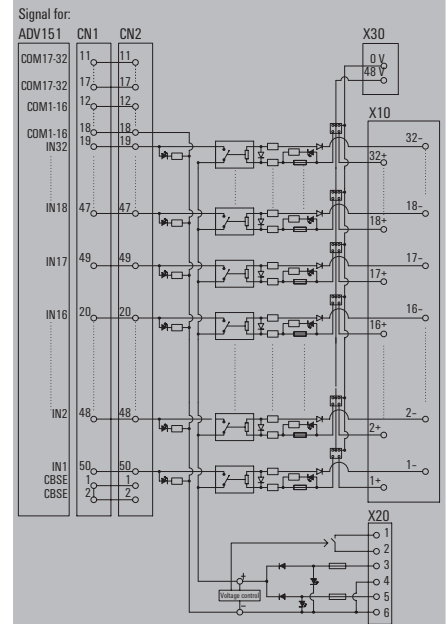 Signal for:
ADV151 CN1 CN2 X30
COM17-32 11 11 0 V
48 V
COM17-32 17 17
COM1-16 12 12 X10
COM1-16 18 18 32-
IN32 19 19 32+
IN18 47 47 18-
18+
IN17 49 49 17-
17+
IN16 20 20 16-
16+
IN2 48 48 2-
2+
IN1 50 50 1-
CBSE 1 1 1+
CBSE 2 2
X20
1
2
3
+ 4
Voltage control 5
- 6